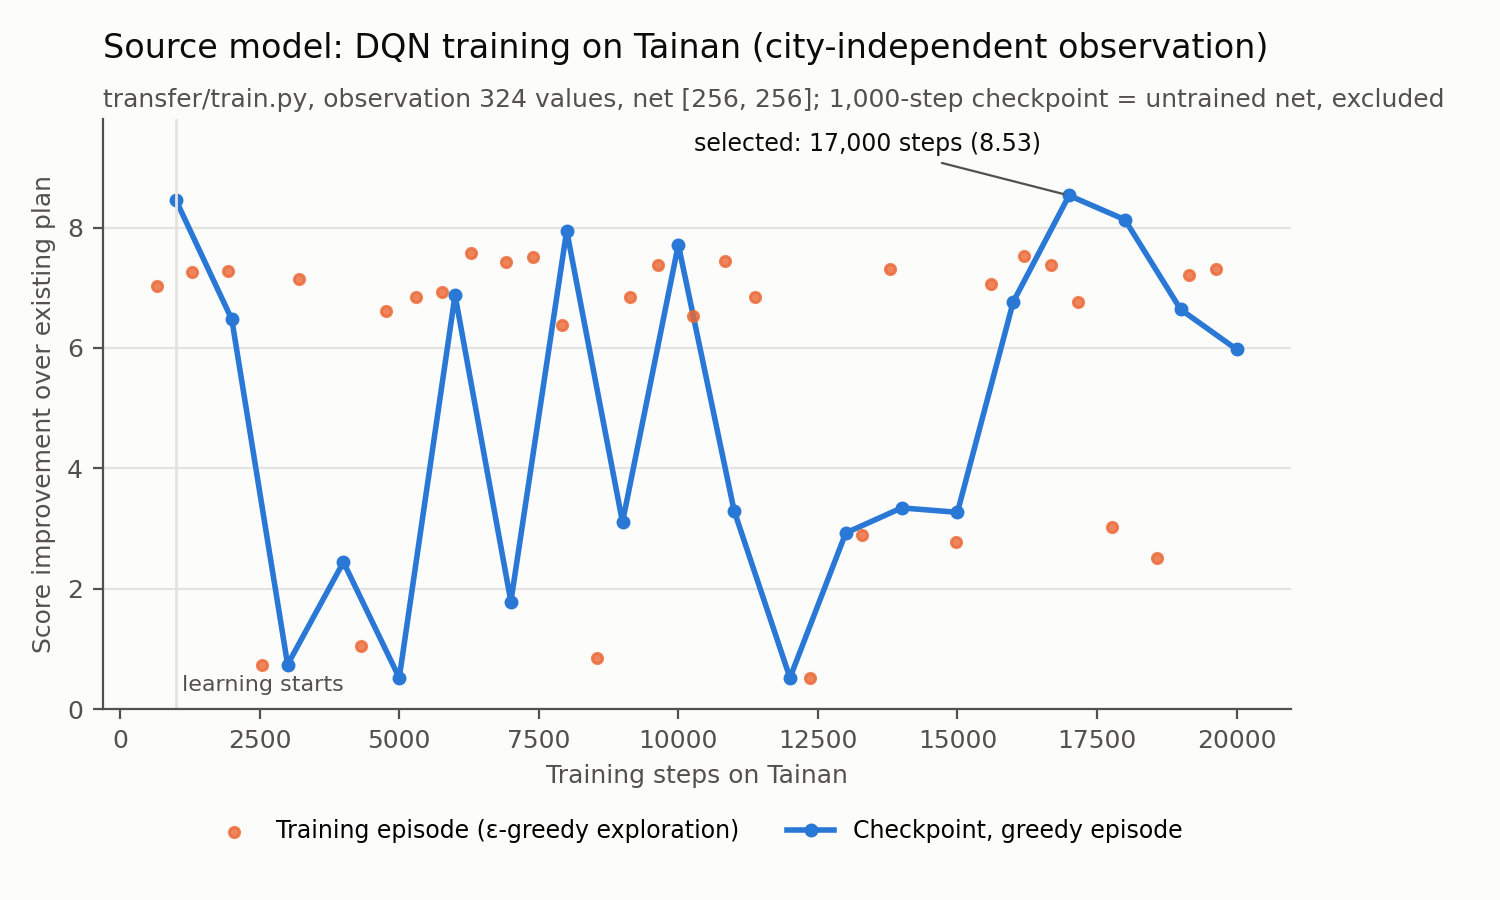 Source model: DQN training on Tainan (city-independent observation)
transfer/train.py, observation 324 values, net [256, 256]; 1,000-step checkpoint = untrained net, excluded
selected: 17,000 steps (8.53)
Score improvement over existing plan
8
6
4
2
0
learning starts
0 2500 5000 7500 10000 12500 15000 17500 20000
Training steps on Tainan
Training episode (ε-greedy exploration) Checkpoint, greedy episode